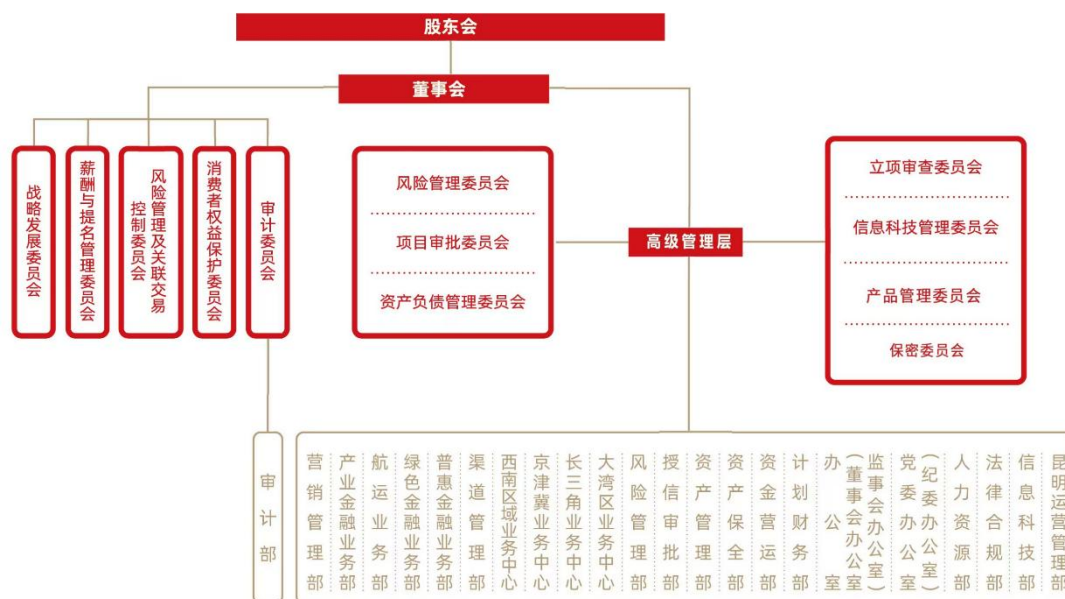 股东会
董事会
战略发展委员会
薪酬与提名管理委员会
风险管理及关联交易
控制委员会
消费者权益保护委员会
审计委员会
风险管理委员会
项目审批委员会
资产负债管理委员会
高级管理层
立项审查委员会
信息科技管理委员会
产品管理委员会
保密委员会
审计部
营销管理部
产业金融业务部
航运业务部
绿色金融业务部
普惠金融业务部
渠道管理部
西南区域业务中心
京津冀业务中心
长三角业务中心
大湾区业务中心
风险管理部
授信审批部
资产管理部
资产保全部
资金营运部
计划财务部
办公室
(董事会办公室
监事会办公室)
党委办公室
(纪委办公室)
人力资源部
法律合规部
信息科技部
昆明运营管理部